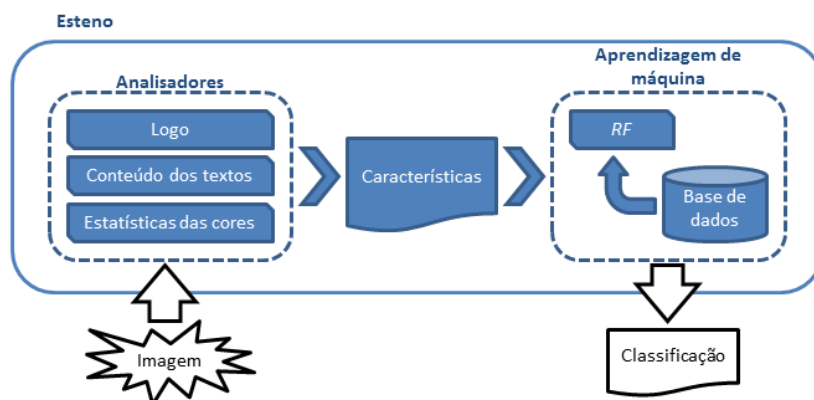 Esteno
Analisadores
Logo
Conteúdo dos textos
Estatísticas das cores
Características
Aprendizagem de
máquina
RF
Base de
dados
Imagem
Classificação